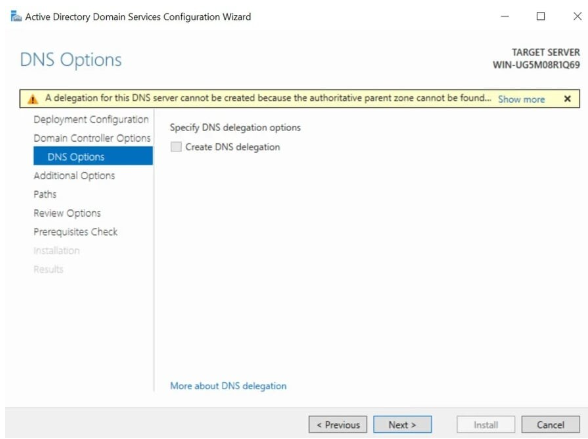 Active Directory Domain Services Configuration Wizard
DNS Options
TARGET SERVER
WIN-UG5M08R1Q69
A delegation for this DNS server cannot be created because the authoritative parent zone cannot be found... Show more
Deployment Configuration
Domain Controller Options
DNS Options
Additional Options
Paths
Review Options
Prerequisites Check
Installation
Results
Specify DNS delegation options
Create DNS delegation
More about DNS delegation
< Previous
Next >
Install
Cancel